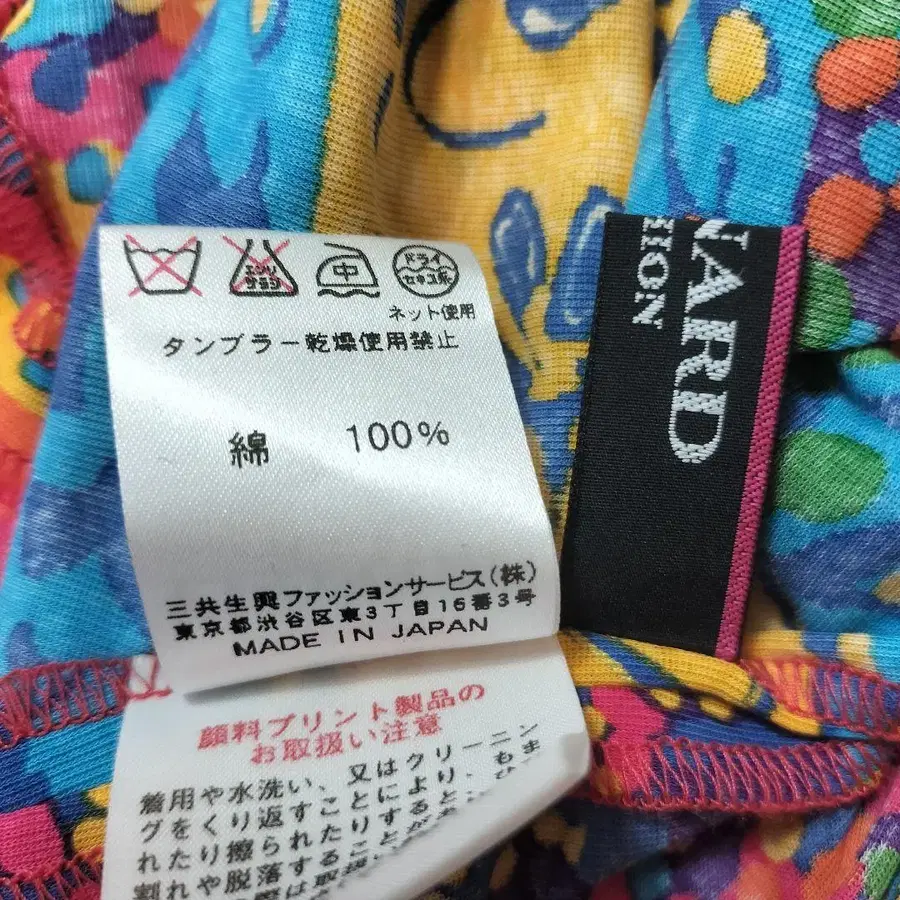 エンソ
サラシ
中
ドライ
セキユ系
ネット使用
タンブラー乾燥使用禁止
綿 100%
三共生興ファッションサービス(株)
東京都渋谷区東3丁目16番3号
MADE IN JAPAN
NARD
HION
顔料プリント製品の
お取扱い注意
着用や水洗い、又はクリーニン
グをくり返すことにより、もま
れたり擦られたりすると、ひ
割れや脱落することが